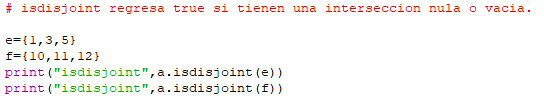 # isdisjoint regresa true si tienen una interseccion nula o vacia.
e={1,3,5}
f={10,11,12}
print("isdisjoint",a.isdisjoint(e))
print("isdisjoint",a.isdisjoint(f))